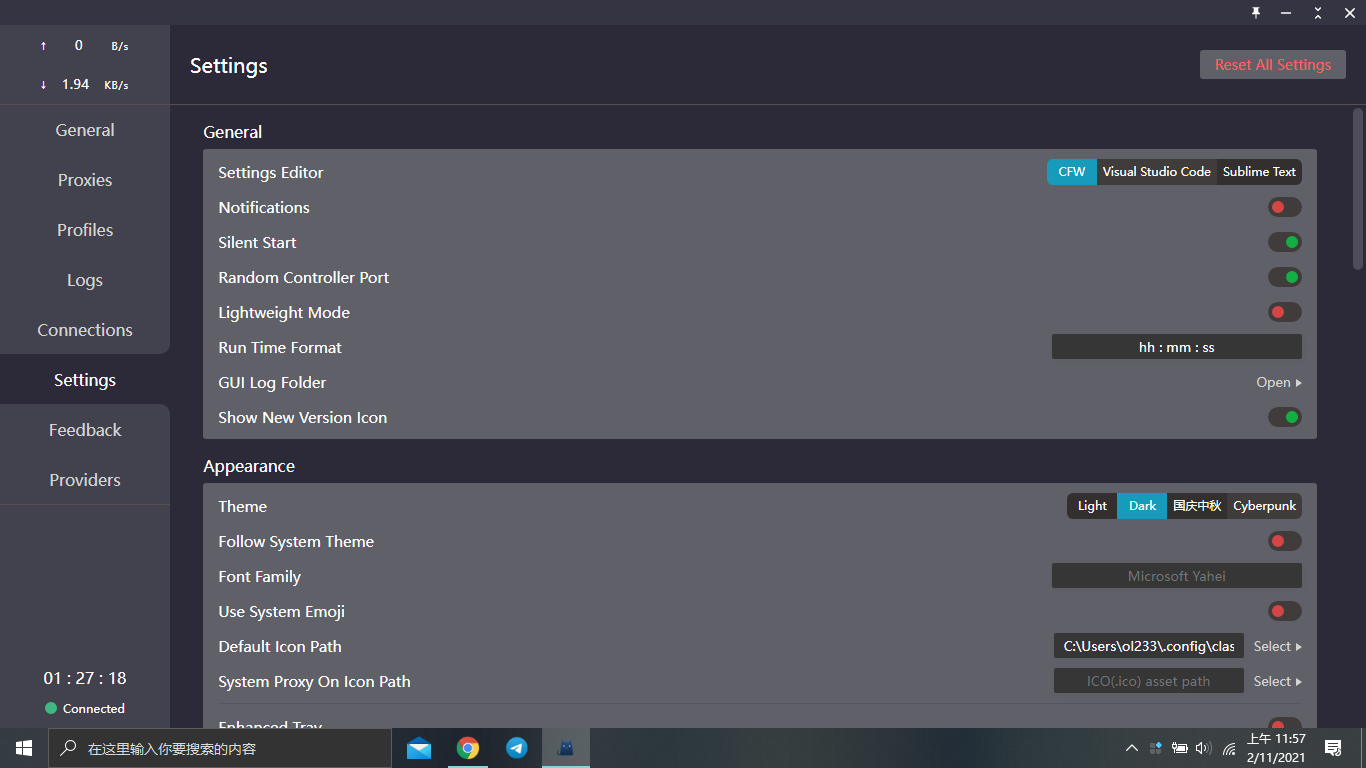 ↑ 0 B/s
↓ 1.94 KB/s
General
Proxies
Profiles
Logs
Connections
Settings
Feedback
Providers
01 : 27 : 18
Connected
Settings
Reset All Settings
General
Settings Editor CFW Visual Studio Code Sublime Text
Notifications
Silent Start
Random Controller Port
Lightweight Mode
Run Time Format hh : mm : ss
GUI Log Folder Open
Show New Version Icon
Appearance
Theme Light Dark 国庆中秋 Cyberpunk
Follow System Theme
Font Family Microsoft Yahei
Use System Emoji
Default Icon Path C:\Users\ol233\.config\clas Select
System Proxy On Icon Path ICO(.ico) asset path Select
Enhanced Tray
在这里输入你要搜索的内容
上午 11:57
2/11/2021